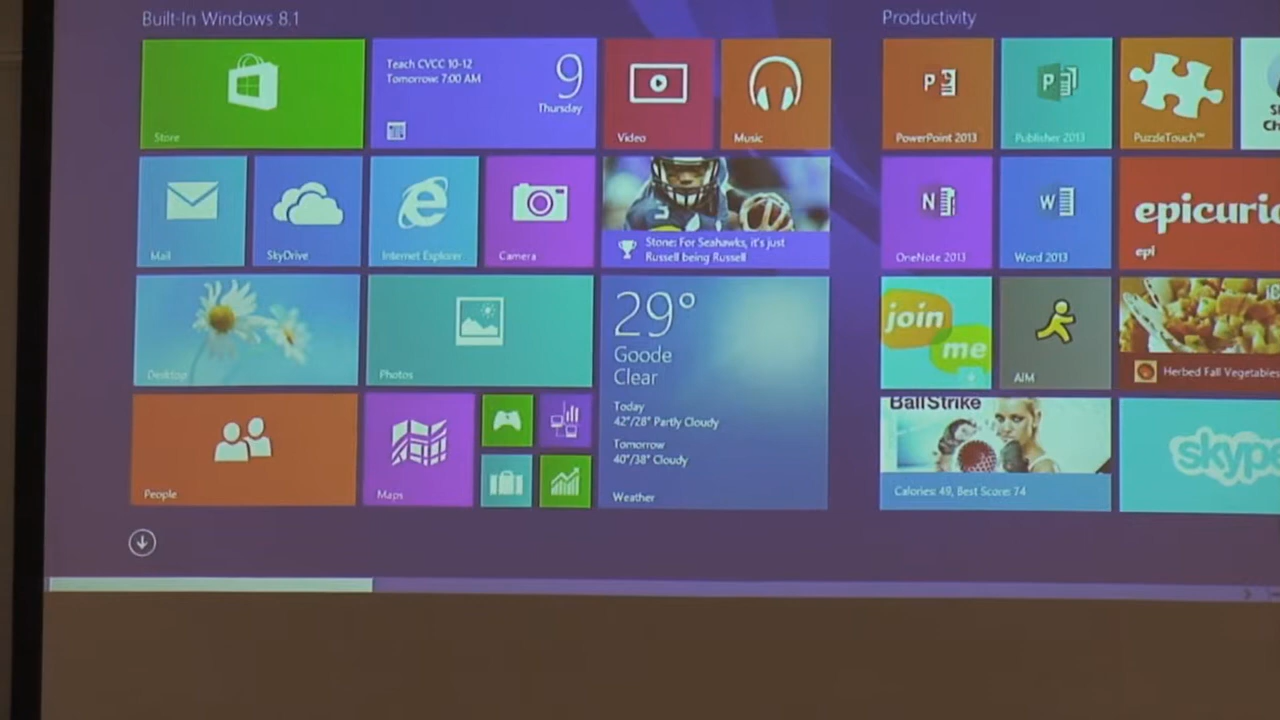 Built-In Windows 8.1
Productivity
Store
Teach CVCC 10-12
Tomorrow: 7:00 AM
9
Thursday
Video
Music
PowerPoint 2013
Publisher 2013
PuzzleTouch™
Mail
SkyDrive
Internet Explorer
Camera
Stone: For Seahawks, it's just
Russell being Russell
OneNote 2013
Word 2013
epi
Desktop
Photos
29°
Goode
Clear
Today
42°/28° Partly Cloudy
Tomorrow
40°/38° Cloudy
Weather
join
me
AIM
Herbed Fall Vegetables
People
Maps
BallStrike
Calories: 49, Best Score: 74
skype